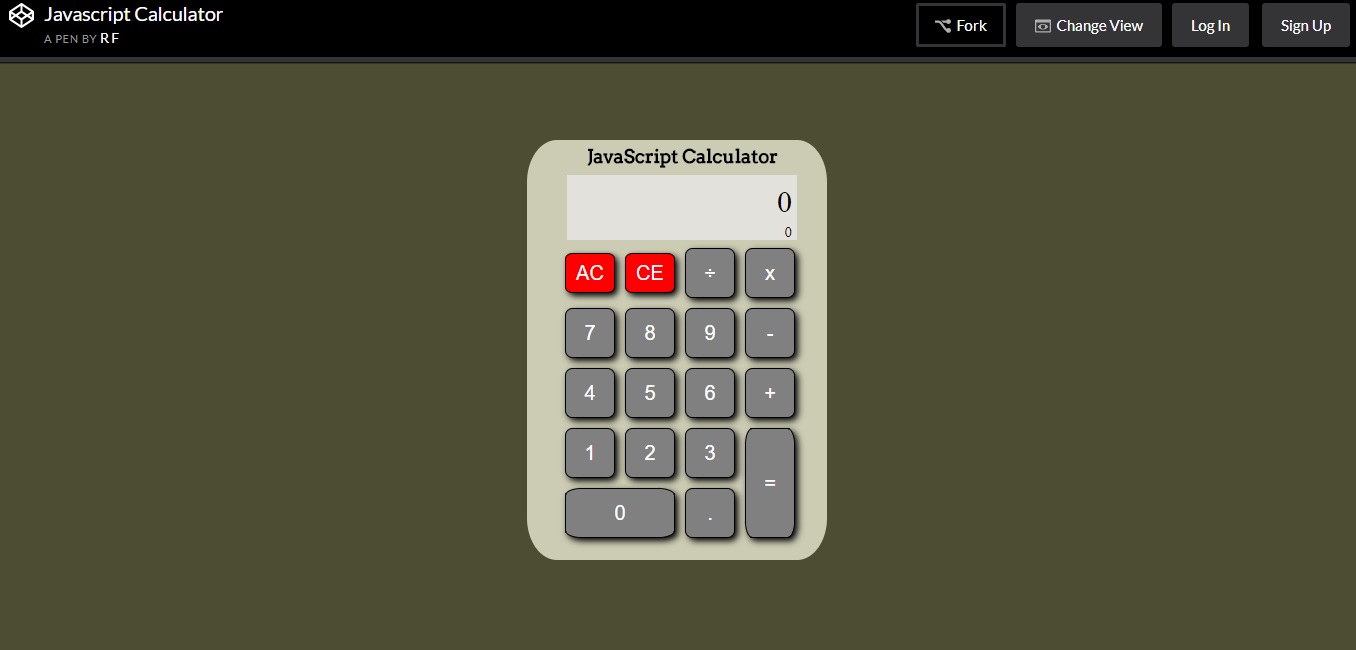 Javascript Calculator
A PEN BY RF
Fork
Change View
Log In
Sign Up
JavaScript Calculator
0
0
AC CE ÷ x
7 8 9 -
4 5 6 +
1 2 3
=
0 .